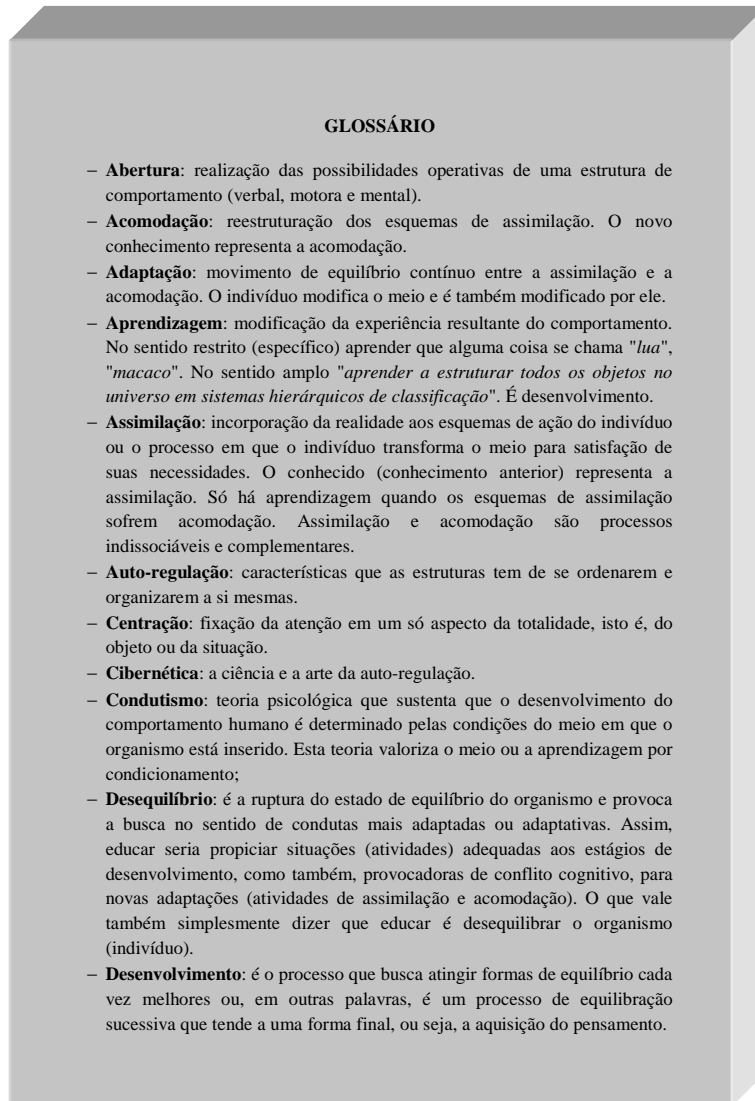 GLOSSÁRIO
– Abertura: realização das possibilidades operativas de uma estrutura de
comportamento (verbal, motora e mental).
– Acomodação: reestruturação dos esquemas de assimilação. O novo
conhecimento representa a acomodação.
– Adaptação: movimento de equilíbrio contínuo entre a assimilação e a
acomodação. O indivíduo modifica o meio e é também modificado por ele.
– Aprendizagem: modificação da experiência resultante do comportamento.
No sentido restrito (específico) aprender que alguma coisa se chama "lua",
"macaco". No sentido amplo "aprender a estruturar todos os objetos no
universo em sistemas hierárquicos de classificação". É desenvolvimento.
– Assimilação: incorporação da realidade aos esquemas de ação do indivíduo
ou o processo em que o indivíduo transforma o meio para satisfação de
suas necessidades. O conhecido (conhecimento anterior) representa a
assimilação. Só há aprendizagem quando os esquemas de assimilação
sofrem acomodação. Assimilação e acomodação são processos
indissociáveis e complementares.
– Auto-regulação: características que as estruturas tem de se ordenarem e
organizarem a si mesmas.
– Centração: fixação da atenção em um só aspecto da totalidade, isto é, do
objeto ou da situação.
– Cibernética: a ciência e a arte da auto-regulação.
– Condutismo: teoria psicológica que sustenta que o desenvolvimento do
comportamento humano é determinado pelas condições do meio em que o
organismo está inserido. Esta teoria valoriza o meio ou a aprendizagem por
condicionamento;
– Desequilíbrio: é a ruptura do estado de equilíbrio do organismo e provoca
a busca no sentido de condutas mais adaptadas ou adaptativas. Assim,
educar seria propiciar situações (atividades) adequadas aos estágios de
desenvolvimento, como também, provocadoras de conflito cognitivo, para
novas adaptações (atividades de assimilação e acomodação). O que vale
também simplesmente dizer que educar é desequilibrar o organismo
(indivíduo).
– Desenvolvimento: é o processo que busca atingir formas de equilíbrio cada
vez melhores ou, em outras palavras, é um processo de equilibração
sucessiva que tende a uma forma final, ou seja, a aquisição do pensamento.